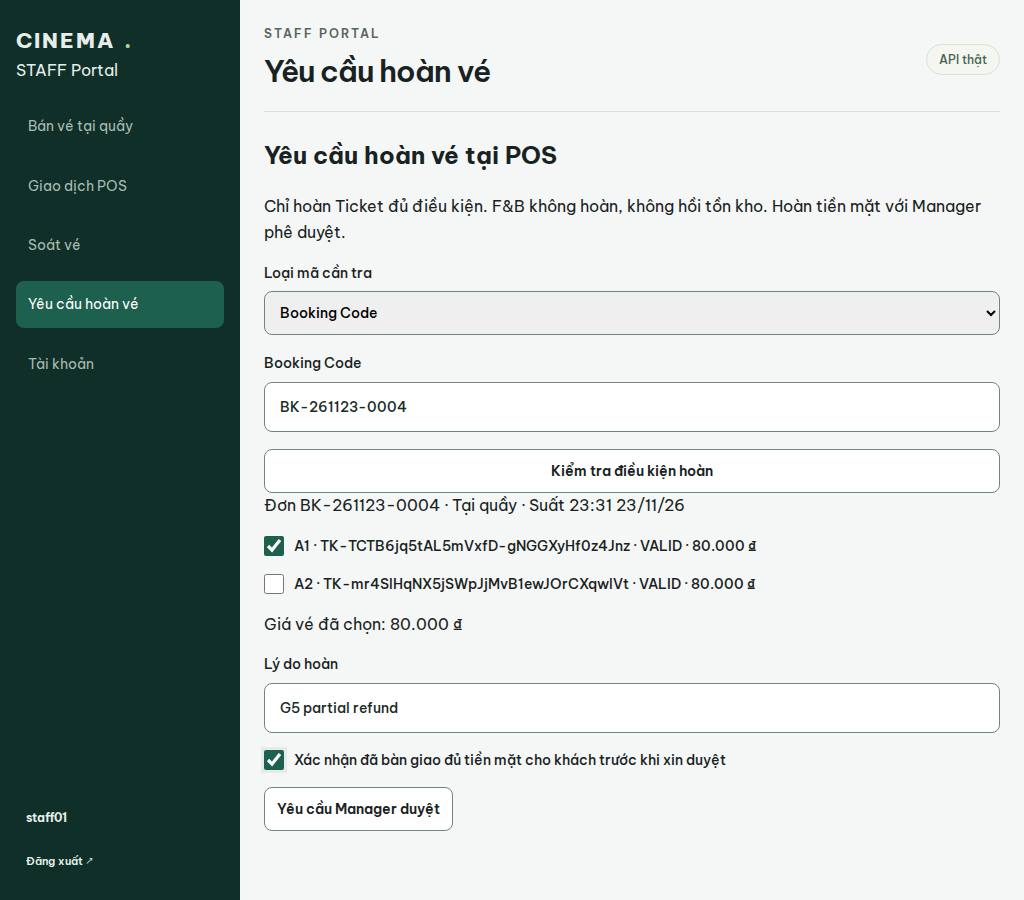 CINEMA .
STAFF Portal
Bán vé tại quầy
Giao dịch POS
Soát vé
Yêu cầu hoàn vé
Tài khoản
staff01
Đăng xuất ↗
STAFF PORTAL
Yêu cầu hoàn vé
API thật
Yêu cầu hoàn vé tại POS
Chỉ hoàn Ticket đủ điều kiện. F&B không hoàn, không hồi tồn kho. Hoàn tiền mặt với Manager
phê duyệt.
Loại mã cần tra
Booking Code
Booking Code
BK-261123-0004
Kiểm tra điều kiện hoàn
Đơn BK-261123-0004 · Tại quầy · Suất 23:31 23/11/26
A1 · TK-TCTB6jq5tAL5mVxfD-gNGGXyHf0z4Jnz · VALID · 80.000 ₫
A2 · TK-mr4SIHqNX5jSWpJjMvB1ewJOrCXqwIVt · VALID · 80.000 ₫
Giá vé đã chọn: 80.000 ₫
Lý do hoàn
G5 partial refund
Xác nhận đã bàn giao đủ tiền mặt cho khách trước khi xin duyệt
Yêu cầu Manager duyệt